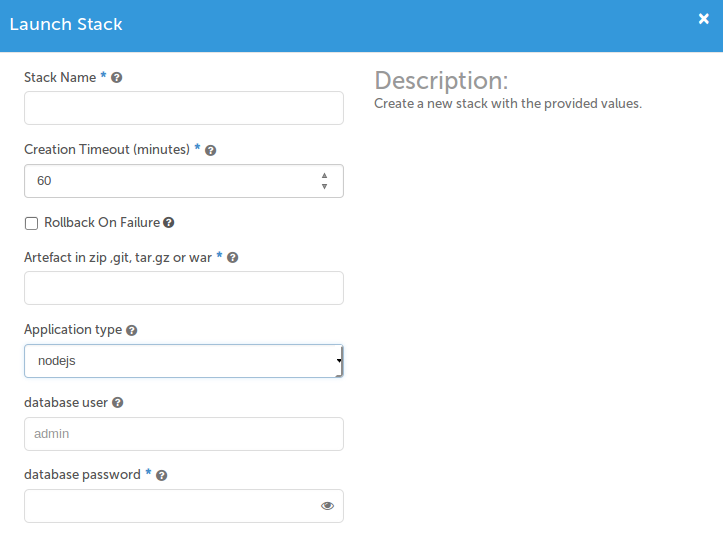 Launch Stack
Stack Name *
Description:
Create a new stack with the provided values.
Creation Timeout (minutes) *
60
Rollback On Failure
Artefact in zip ,git, tar.gz or war *
Application type
nodejs
database user
admin
database password *